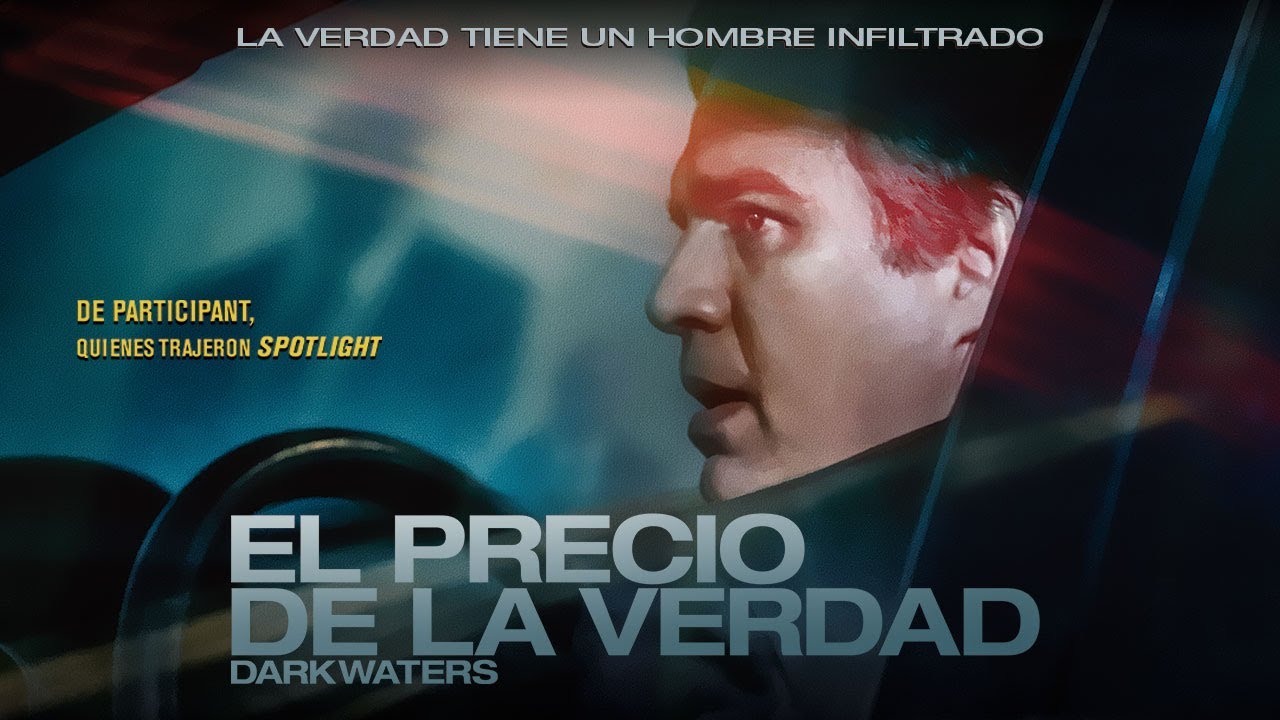 LA VERDAD TIENE UN HOMBRE INFILTRADO
DE PARTICIPANT,
QUIENES TRAJERON SPOTLIGHT
EL PRECIO
DE LA VERDAD
DARK WATERS